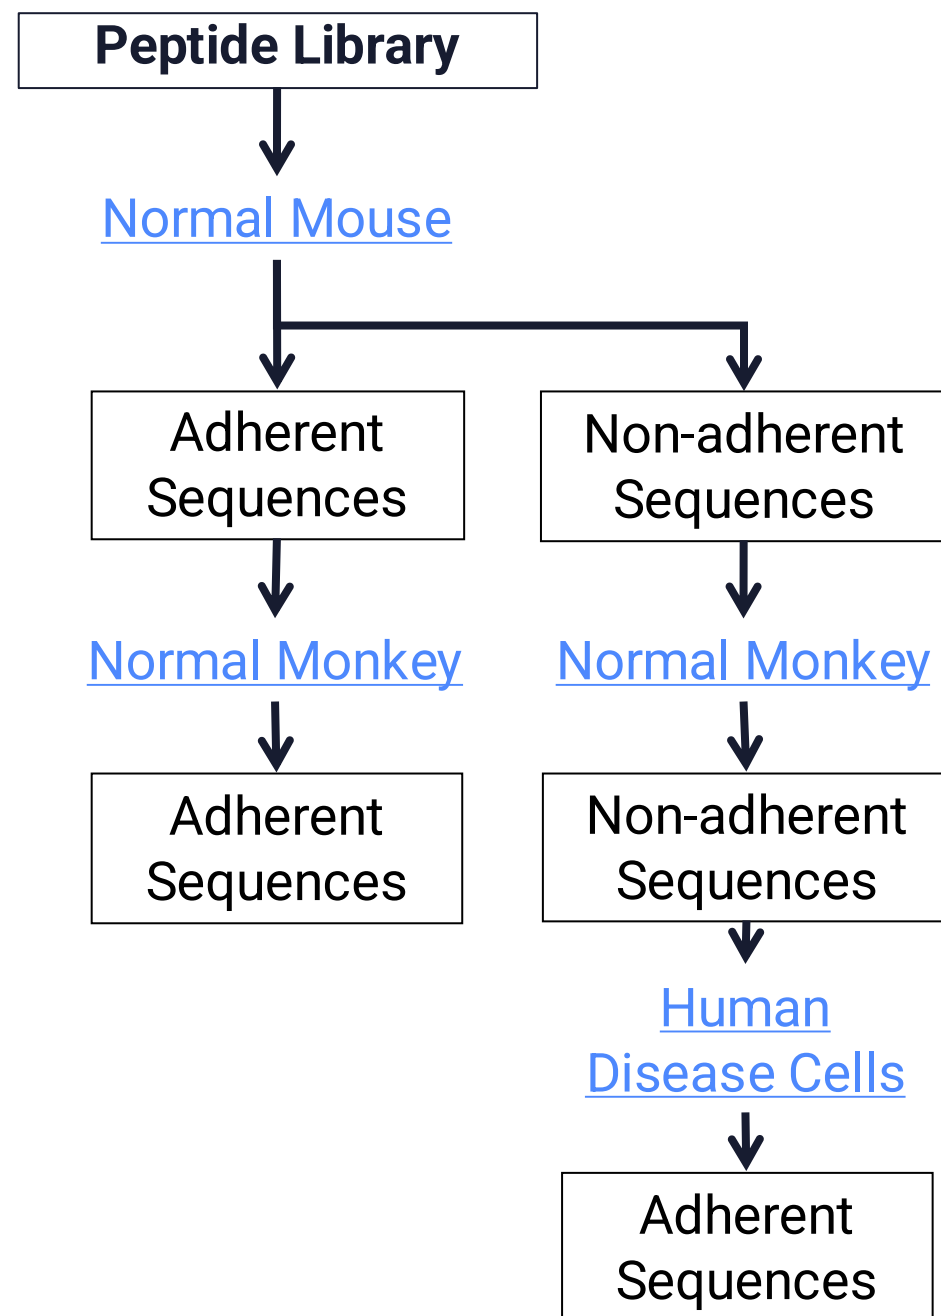 Peptide Library
Normal Mouse
Adherent
Sequences
Non-adherent
Sequences
Normal Monkey
Normal Monkey
Adherent
Sequences
Non-adherent
Sequences
Human
Disease Cells
Adherent
Sequences